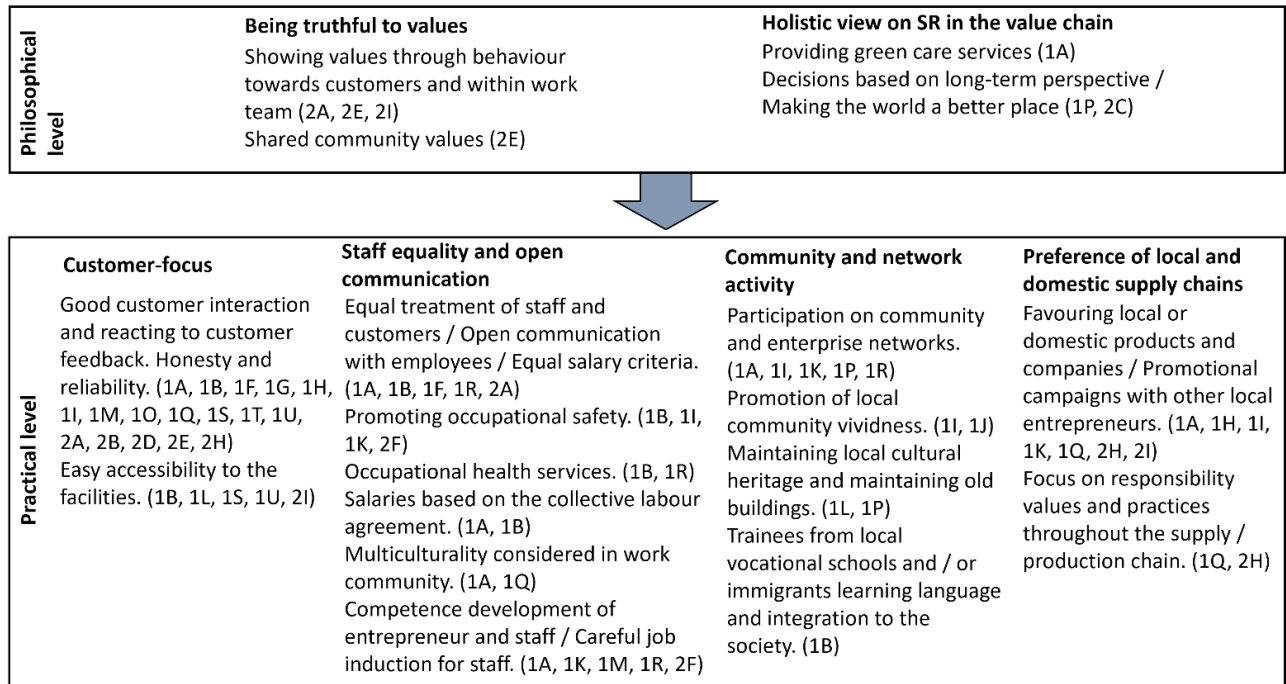 Philosophical
level
Being truthful to values
Showing values through behaviour
towards customers and within work
team (2A, 2E, 2I)
Shared community values (2E)
Holistic view on SR in the value chain
Providing green care services (1A)
Decisions based on long-term perspective /
Making the world a better place (1P, 2C)
Practical level
Customer-focus
Good customer interaction
and reacting to customer
feedback. Honesty and
reliability. (1A, 1B, 1F, 1G, 1H,
1I, 1M, 1O, 1Q, 1S, 1T, 1U,
2A, 2B, 2D, 2E, 2H)
Easy accessibility to the
facilities. (1B, 1L, 1S, 1U, 2I)
Staff equality and open
communication
Equal treatment of staff and
customers / Open communication
with employees / Equal salary criteria.
(1A, 1B, 1F, 1R, 2A)
Promoting occupational safety. (1B, 1I,
1K, 2F)
Occupational health services. (1B, 1R)
Salaries based on the collective labour
agreement. (1A, 1B)
Multiculturality considered in work
community. (1A, 1Q)
Competence development of
entrepreneur and staff / Careful job
induction for staff. (1A, 1K, 1M, 1R, 2F)
Community and network
activity
Participation on community
and enterprise networks.
(1A, 1I, 1K, 1P, 1R)
Promotion of local
community vividness. (1I, 1J)
Maintaining local cultural
heritage and maintaining old
buildings. (1L, 1P)
Trainees from local
vocational schools and / or
immigrants learning language
and integration to the
society. (1B)
Preference of local and
domestic supply chains
Favouring local or
domestic products and
companies / Promotional
campaigns with other local
entrepreneurs. (1A, 1H, 1I,
1K, 1Q, 2H, 2I)
Focus on responsibility
values and practices
throughout the supply /
production chain. (1Q, 2H)